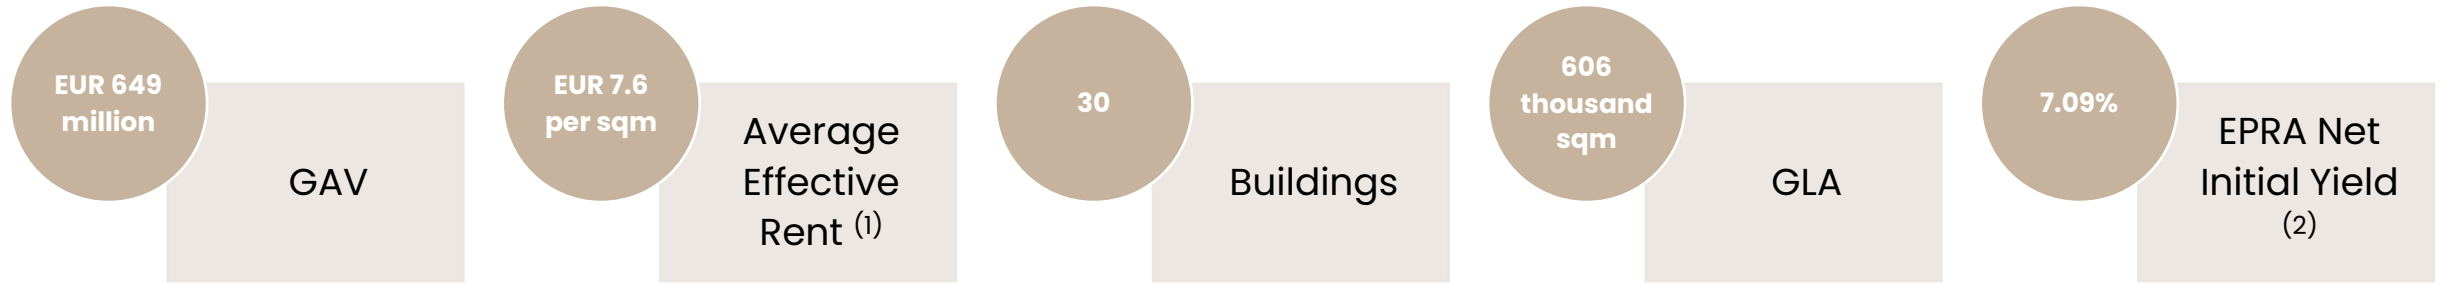 EUR 649
million
GAV
EUR 7.6
per sqm
Average
Effective
Rent (1)
30
Buildings
606
thousand
sqm
GLA
7.09%
EPRA Net
Initial Yield
(2)